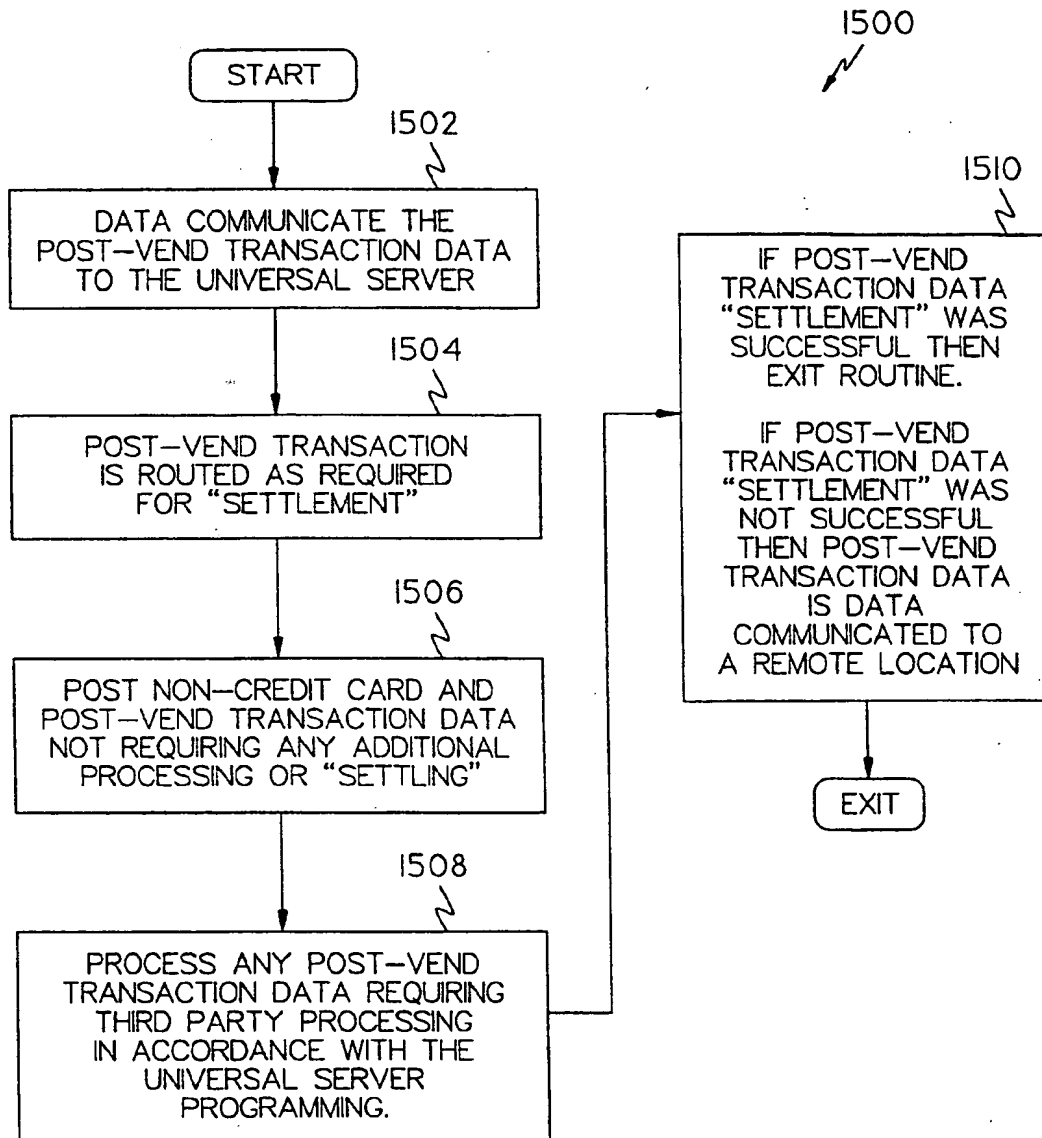 1500
START
1502
DATA COMMUNICATE THE
POST-VEND TRANSACTION DATA
TO THE UNIVERSAL SERVER
1504
POST-VEND TRANSACTION
IS ROUTED AS REQUIRED
FOR “SETTLEMENT”
1506
POST NON-CREDIT CARD AND
POST-VEND TRANSACTION DATA
NOT REQUIRING ANY ADDITIONAL
PROCESSING OR “SETTLING”
1508
PROCESS ANY POST-VEND
TRANSACTION DATA REQUIRING
THIRD PARTY PROCESSING
IN ACCORDANCE WITH THE
UNIVERSAL SERVER
PROGRAMMING.
1510
IF POST-VEND
TRANSACTION DATA
“SETTLEMENT” WAS
SUCCESSFUL THEN
EXIT ROUTINE.
IF POST-VEND
TRANSACTION DATA
“SETTLEMENT” WAS
NOT SUCCESSFUL
THEN POST-VEND
TRANSACTION DATA
IS DATA
COMMUNICATED TO
A REMOTE LOCATION
EXIT